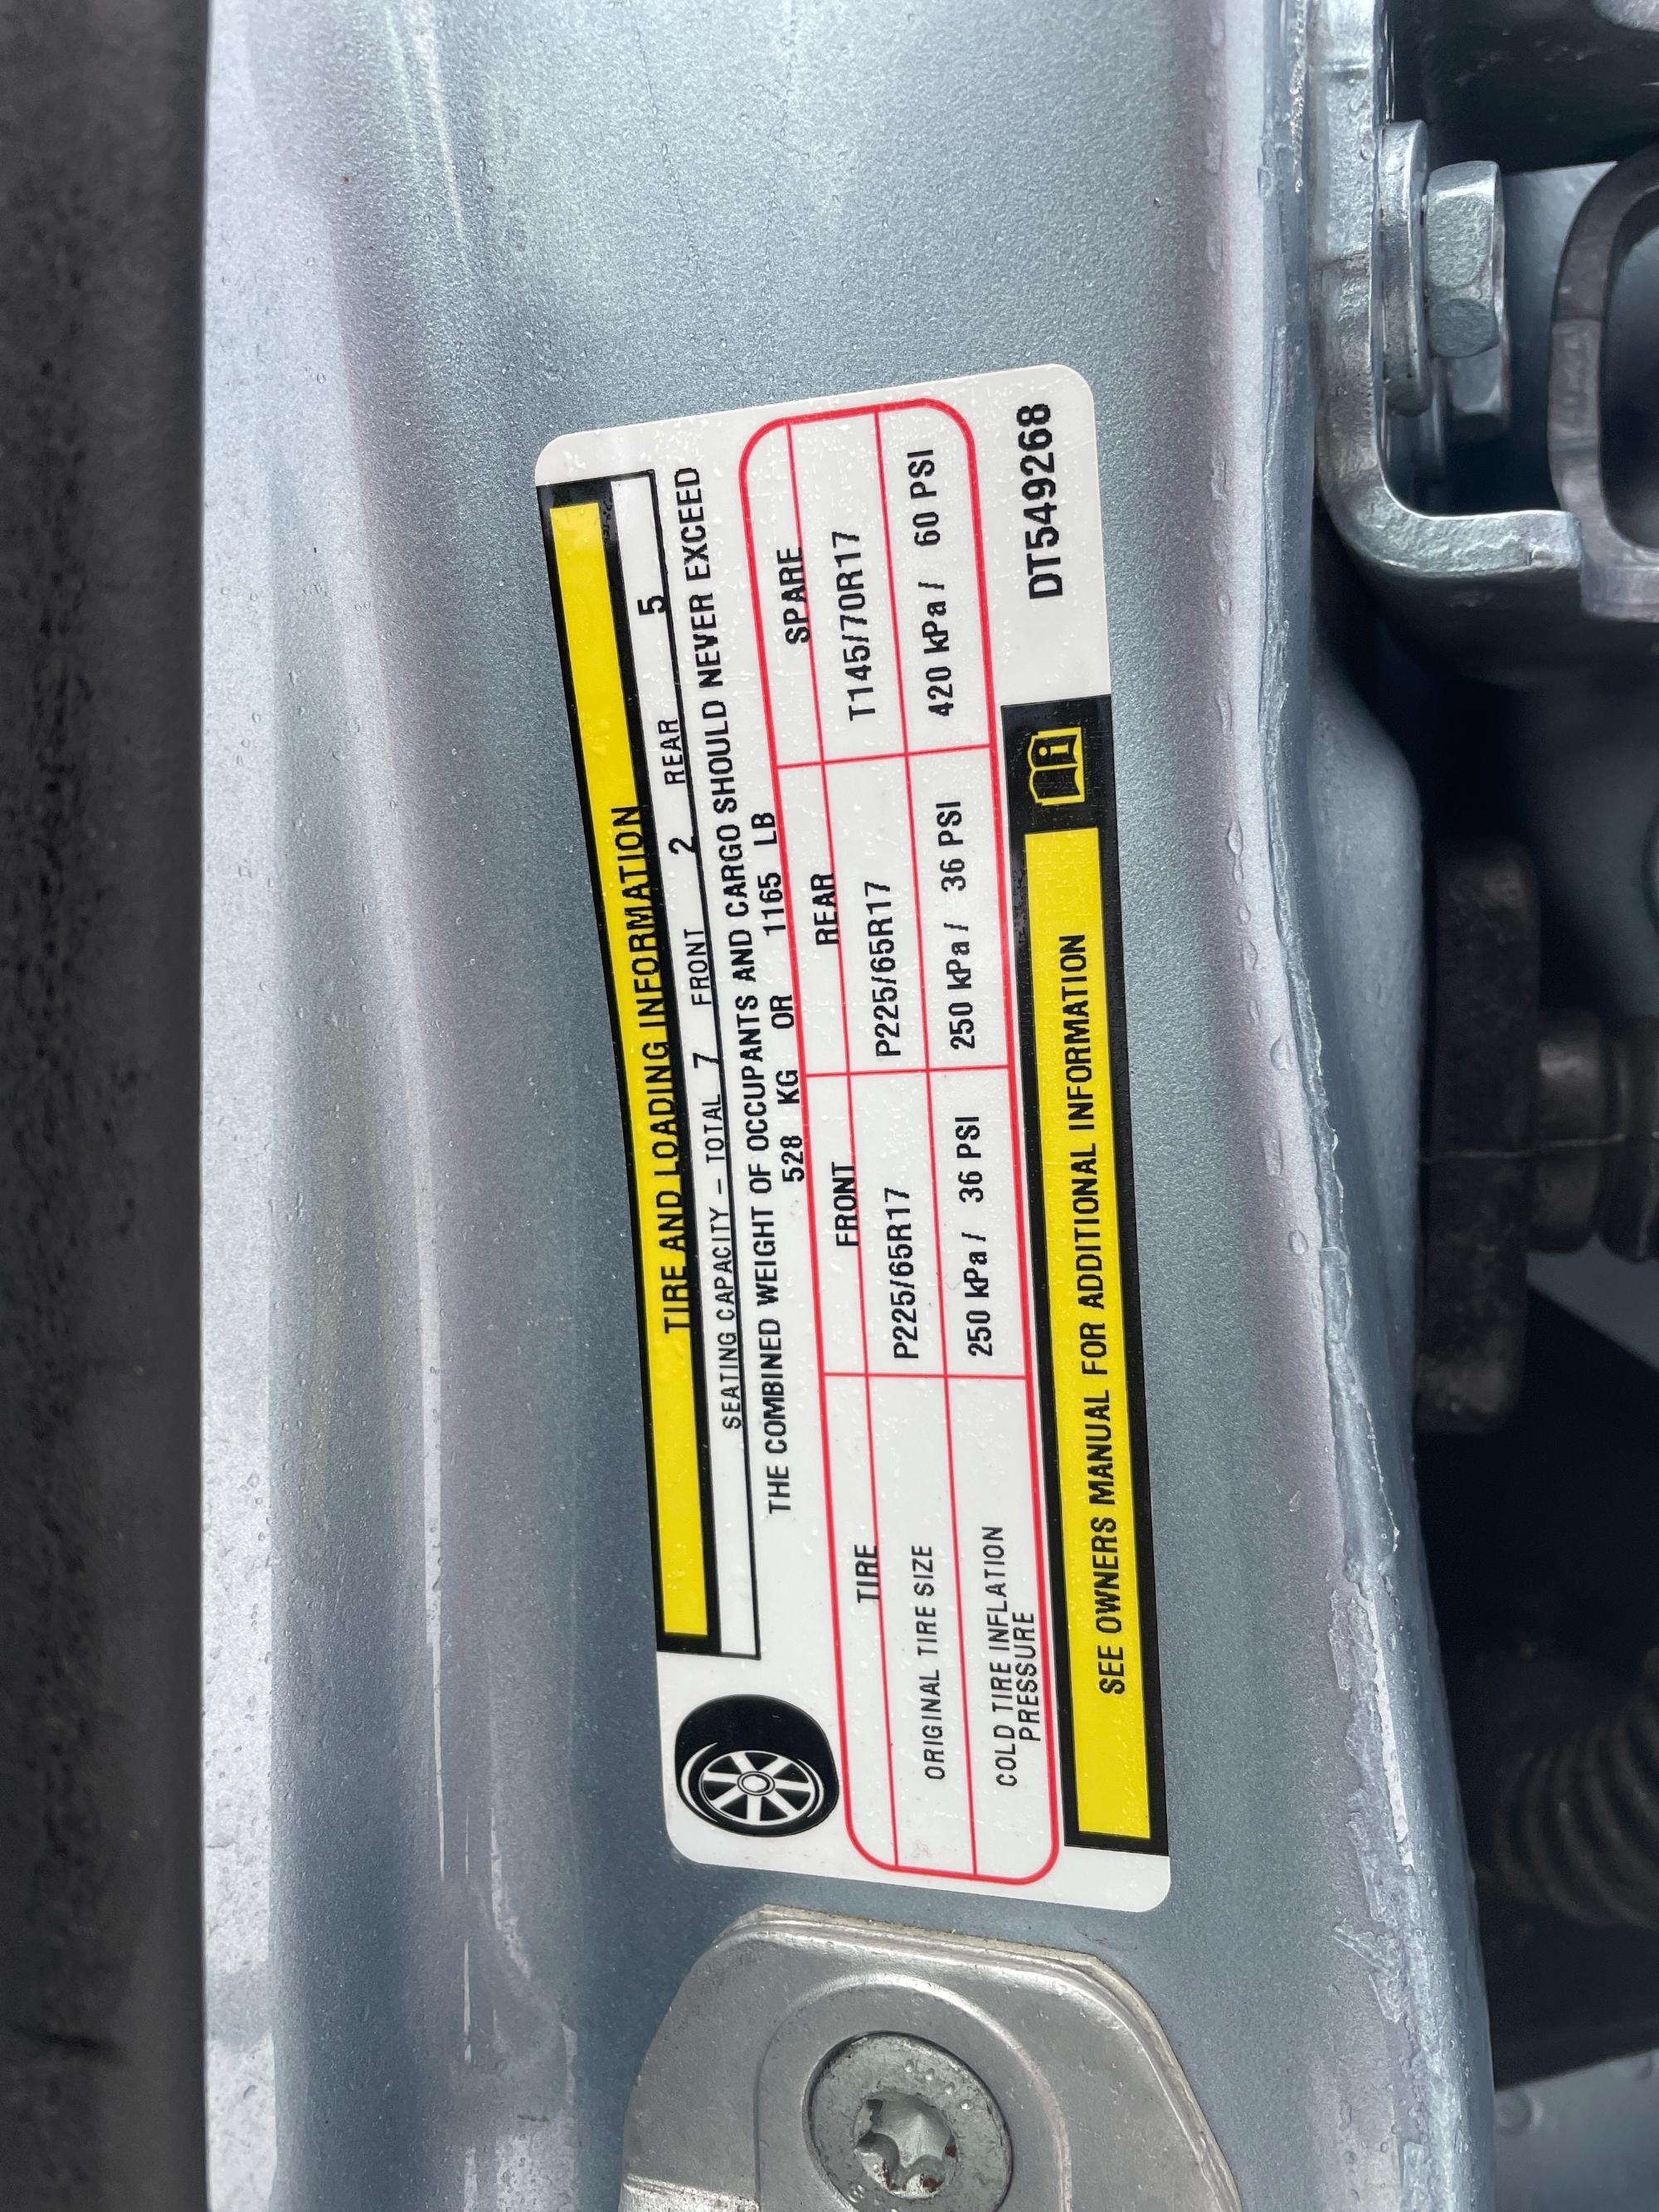 TIRE AND LOADING INFORMATION
SEATING CAPACITY – TOTAL 7 FRONT 2 REAR 5
THE COMBINED WEIGHT OF OCCUPANTS AND CARGO SHOULD NEVER EXCEED
528 KG OR 1165 LB
TIRE FRONT REAR SPARE
ORIGINAL TIRE SIZE P225/65R17 P225/65R17 T145/70R17
COLD TIRE INFLATION PRESSURE 250 kPa / 36 PSI 250 kPa / 36 PSI 420 kPa / 60 PSI
SEE OWNERS MANUAL FOR ADDITIONAL INFORMATION
DT549268